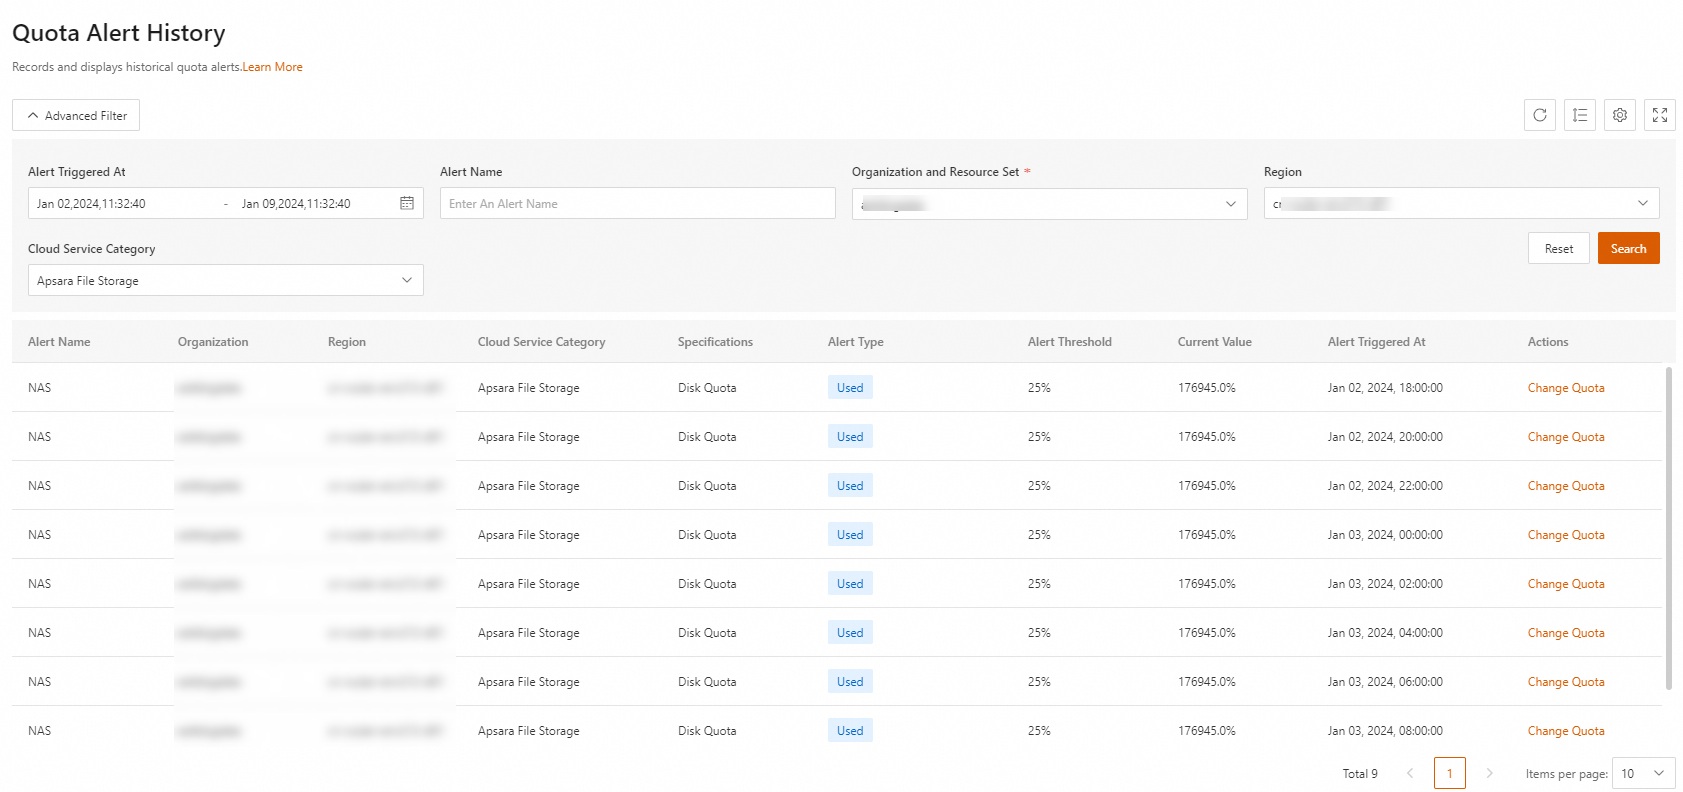 Quota Alert History
Records and displays historical quota alerts.Learn More
Advanced Filter
Alert Triggered At
Alert Name
Organization and Resource Set *
Region
Jan 02,2024,11:32:40 - Jan 09,2024,11:32:40
Enter An Alert Name
Cloud Service Category
Reset
Search
Apsara File Storage
Alert Name Organization Region Cloud Service Category Specifications Alert Type Alert Threshold Current Value Alert Triggered At Actions
NAS Apsara File Storage Disk Quota Used 25% 176945.0% Jan 02, 2024, 18:00:00 Change Quota
NAS Apsara File Storage Disk Quota Used 25% 176945.0% Jan 02, 2024, 20:00:00 Change Quota
NAS Apsara File Storage Disk Quota Used 25% 176945.0% Jan 02, 2024, 22:00:00 Change Quota
NAS Apsara File Storage Disk Quota Used 25% 176945.0% Jan 03, 2024, 00:00:00 Change Quota
NAS Apsara File Storage Disk Quota Used 25% 176945.0% Jan 03, 2024, 02:00:00 Change Quota
NAS Apsara File Storage Disk Quota Used 25% 176945.0% Jan 03, 2024, 04:00:00 Change Quota
NAS Apsara File Storage Disk Quota Used 25% 176945.0% Jan 03, 2024, 06:00:00 Change Quota
NAS Apsara File Storage Disk Quota Used 25% 176945.0% Jan 03, 2024, 08:00:00 Change Quota
Total 9 1 Items per page: 10